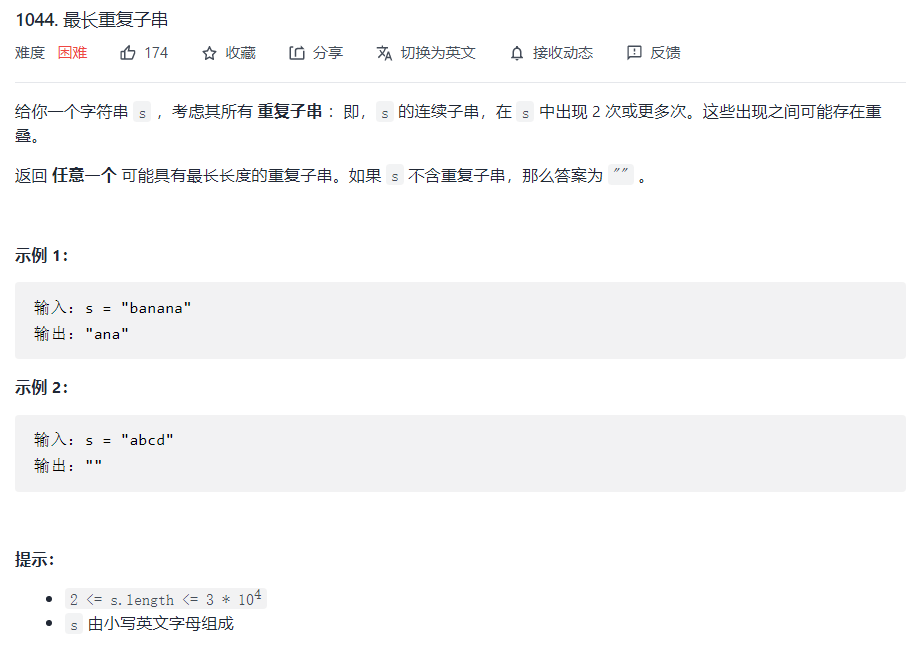 1044. 最长重复子串
难度 困难 174 收藏 分享 切换为英文 接收动态 反馈
给你一个字符串 s ，考虑其所有 重复子串 ：即，s 的连续子串，在 s 中出现 2 次或更多次。这些出现之间可能存在重
叠。
返回 任意一个 可能具有最长长度的重复子串。如果 s 不含重复子串，那么答案为 "" 。
示例 1：
输入：s = "banana"
输出："ana"
示例 2：
输入：s = "abcd"
输出：""
提示：
• 2 <= s.length <= 3 * 10⁴
• s 由小写英文字母组成